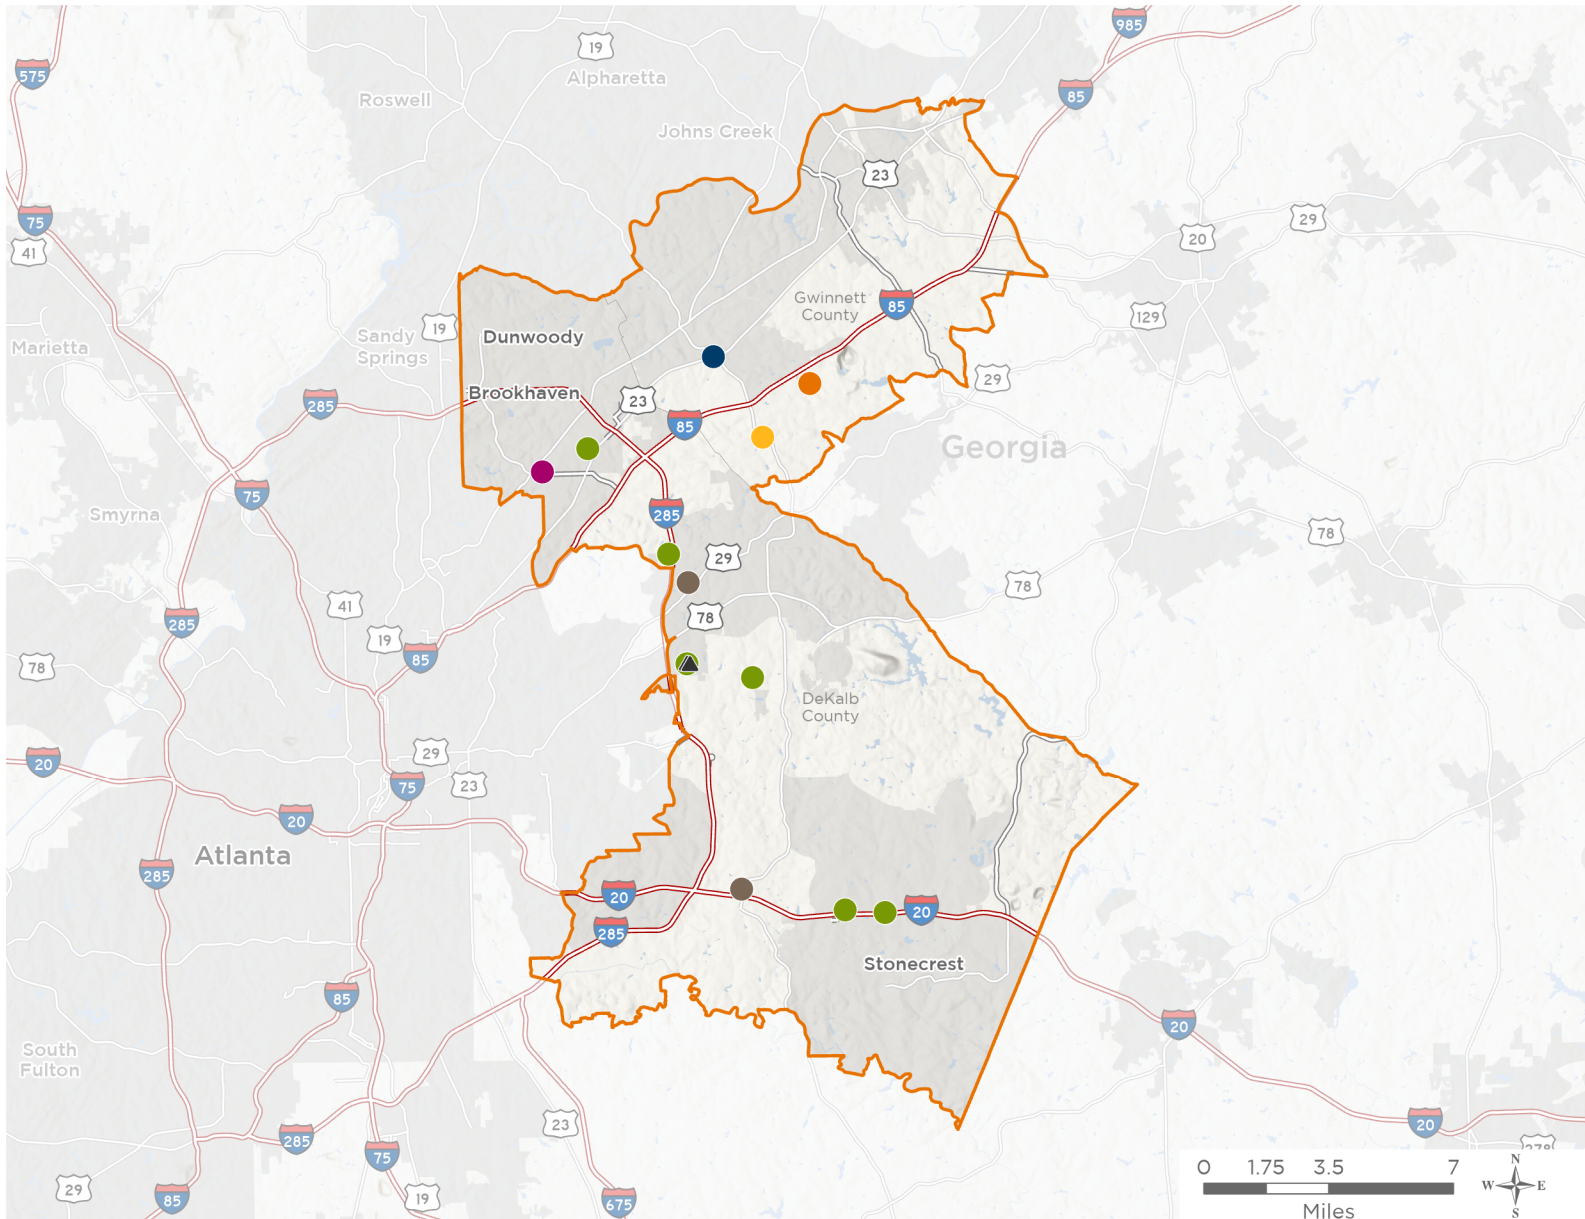 985
19
Alpharetta
575
85
Roswell
Johns Creek
23
75
41
29
20
Gwinnett
County
85
129
19
Dunwoody
Sandy
Springs
Marietta
29
Brookhaven
285
23
85
Georgia
75
Smyrna
285
78
29
78
41
78
285
19
85
78
DeKalb
County
29
20
75
23
20
Atlanta
285
20
20
285
Stonecrest
85
20
South
Fulton
23
285
20
278
75
0 1.75 3.5 7
Miles
N
W E
S
29
85
19
675